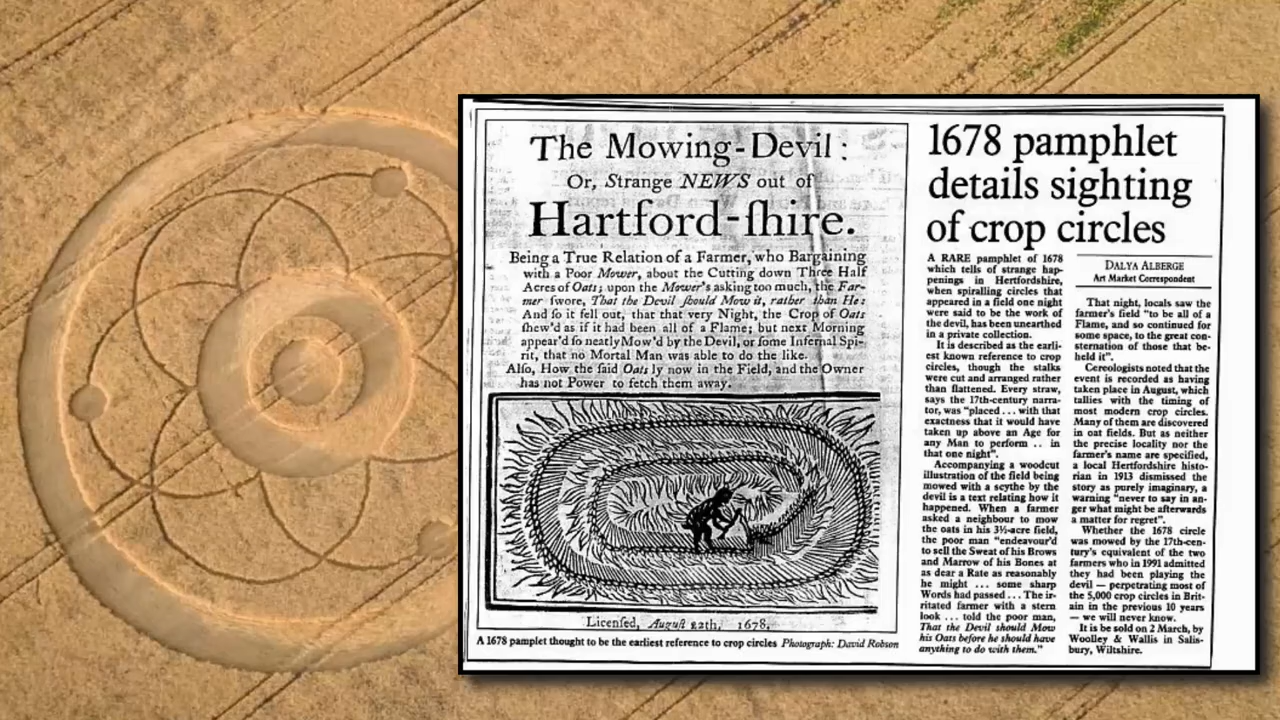 The Mowing-Devil:
Or, Strange NEWS out of
Hartford-ſhire.
Being a True Relation of a Farmer, who Bargaining
with a Poor Mower, about the Cutting down Three Half
Acres of Oats; upon the Mower's asking too much, the Far-
mer ſwore, That the Devil ſhould Mow it, rather than He:
And ſo it fell out, that that very Night, the Crop of Oats
ſhew'd as if it had been all of a Flame; but next Morning
appear'd ſo neatly Mow'd by the Devil, or ſome Infernal Spi-
rit, that no Mortal Man was able to do the like.
Alſo, How the ſaid Oats ly now in the Field, and the Owner
has not Power to fetch them away.
Licenſed, Auguſt 22th, 1678.
A 1678 pamplet thought to be the earliest reference to crop circles Photograph: David Robson
1678 pamphlet
details sighting
of crop circles
A RARE pamphlet of 1678
which tells of strange hap-
penings in Hertfordshire,
when spiralling circles that
appeared in a field one night
were said to be the work of
the devil, has been unearthed
in a private collection.
It is described as the earli-
est known reference to crop
circles, though the stalks
were cut and arranged rather
than flattened. Every straw,
says the 17th-century narra-
tor, was "placed . . . with that
exactness that it would have
taken up above an Age for
any Man to perform . . in
that one night".
Accompanying a woodcut
illustration of the field being
mowed with a scythe by the
devil is a text relating how it
happened. When a farmer
asked a neighbour to mow
the oats in his 3½-acre field,
the poor man "endeavour'd
to sell the Sweat of his Brows
and Marrow of his Bones at
as dear a Rate as reasonably
he might . . . some sharp
Words had passed . . . The ir-
ritated farmer with a stern
look . . . told the poor man,
That the Devil should Mow
his Oats before he should have
anything to do with them."
DALYA ALBERGE
Art Market Correspondent
That night, locals saw the
farmer's field "to be all of a
Flame, and so continued for
some space, to the great con-
sternation of those that be-
held it".
Cereologists noted that the
event is recorded as having
taken place in August, which
tallies with the timing of
most modern crop circles.
Many of them are discovered
in oat fields. But as neither
the precise locality nor the
farmer's name are specified,
a local Hertfordshire histo-
rian in 1913 dismissed the
story as purely imaginary, a
warning "never to say in an-
ger what might be afterwards
a matter for regret".
Whether the 1678 circle
was mowed by the 17th-cen-
tury's equivalent of the two
farmers who in 1991 admitted
they had been playing the
devil — perpetrating most of
the 5,000 crop circles in Brit-
ain in the previous 10 years
— we will never know.
It is be sold on 2 March, by
Woolley & Wallis in Salis-
bury, Wiltshire.